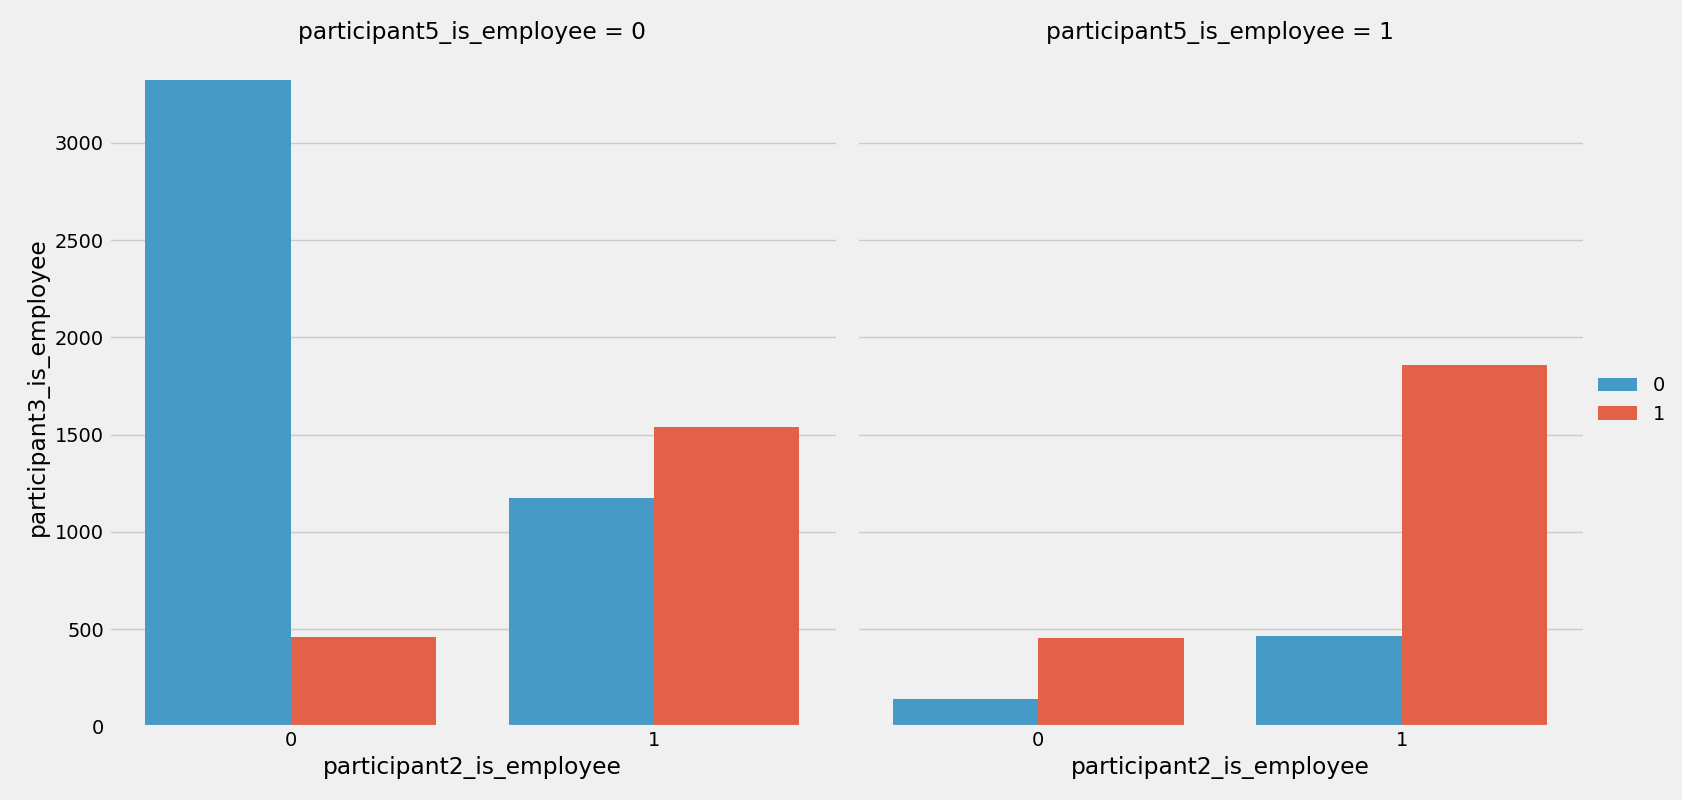 participant5_is_employee = 0
participant5_is_employee = 1
participant3_is_employee
3000
2500
2000
1500
1000
500
0
0
1
0
1
participant2_is_employee
participant2_is_employee
0
1